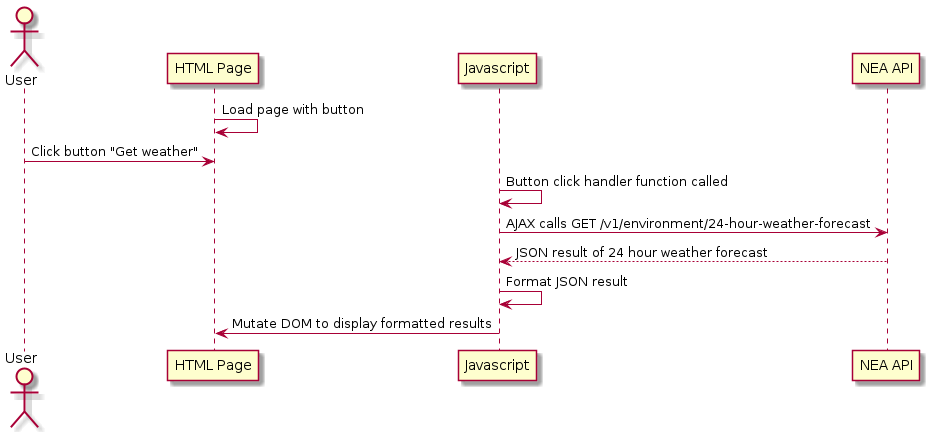 User
HTML Page
Javascript
NEA API
Load page with button
Click button "Get weather"
Button click handler function called
AJAX calls GET /v1/environment/24-hour-weather-forecast
JSON result of 24 hour weather forecast
Format JSON result
Mutate DOM to display formatted results
User
HTML Page
Javascript
NEA API